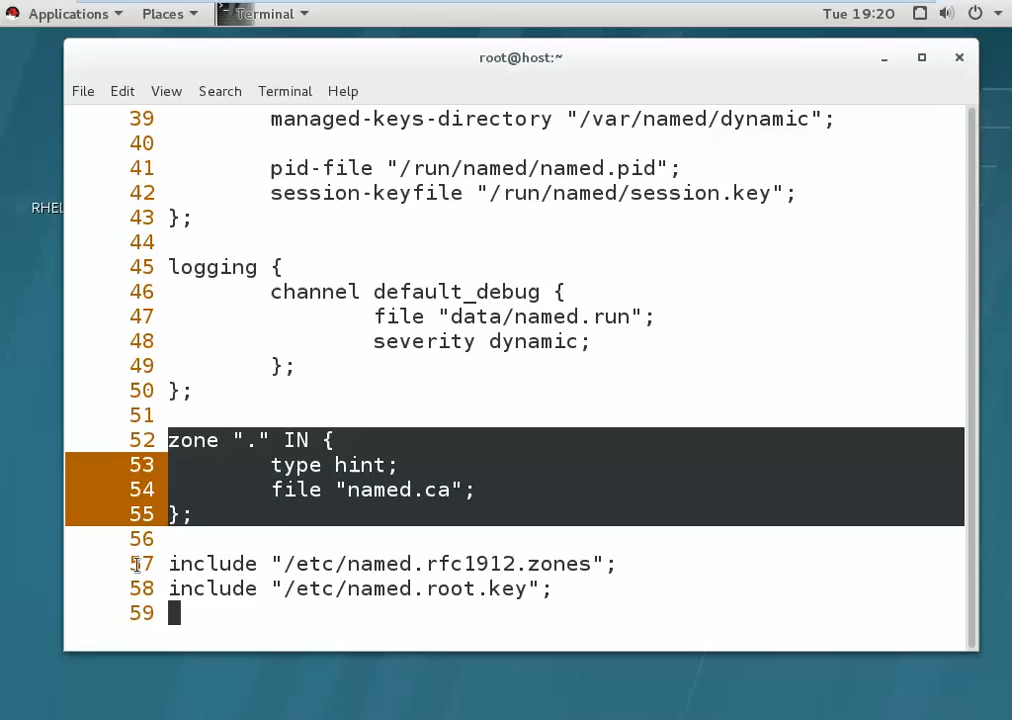 Applications Places Terminal Tue 19:20
root@host:~
File Edit View Search Terminal Help
39 managed-keys-directory "/var/named/dynamic";
40
41 pid-file "/run/named/named.pid";
42 session-keyfile "/run/named/session.key";
43 };
44
45 logging {
46 channel default_debug {
47 file "data/named.run";
48 severity dynamic;
49 };
50 };
51
52 zone "." IN {
53 type hint;
54 file "named.ca";
55 };
56
57 include "/etc/named.rfc1912.zones";
58 include "/etc/named.root.key";
59
RHEL